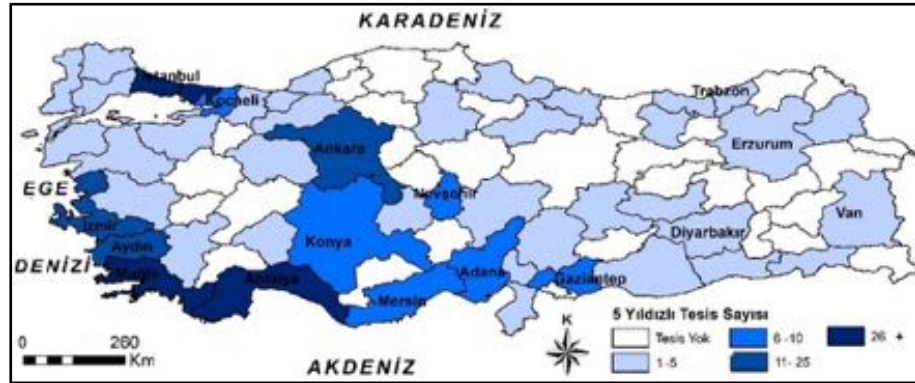 KARADENİZ
İstanbul
Kocaeli
Trabzon
Ankara
Erzurum
EGE
Nevşehir
İzmir
Van
Diyarbakır
Aydın
Konya
DENİZİ
Muğla
Antalya
Adana
Gaziantep
Mersin
5 Yıldızlı Tesis Sayısı
K
Tesis Yok
6 -10
26 +
1 -5
11- 25
0 260
Km
AKDENİZ